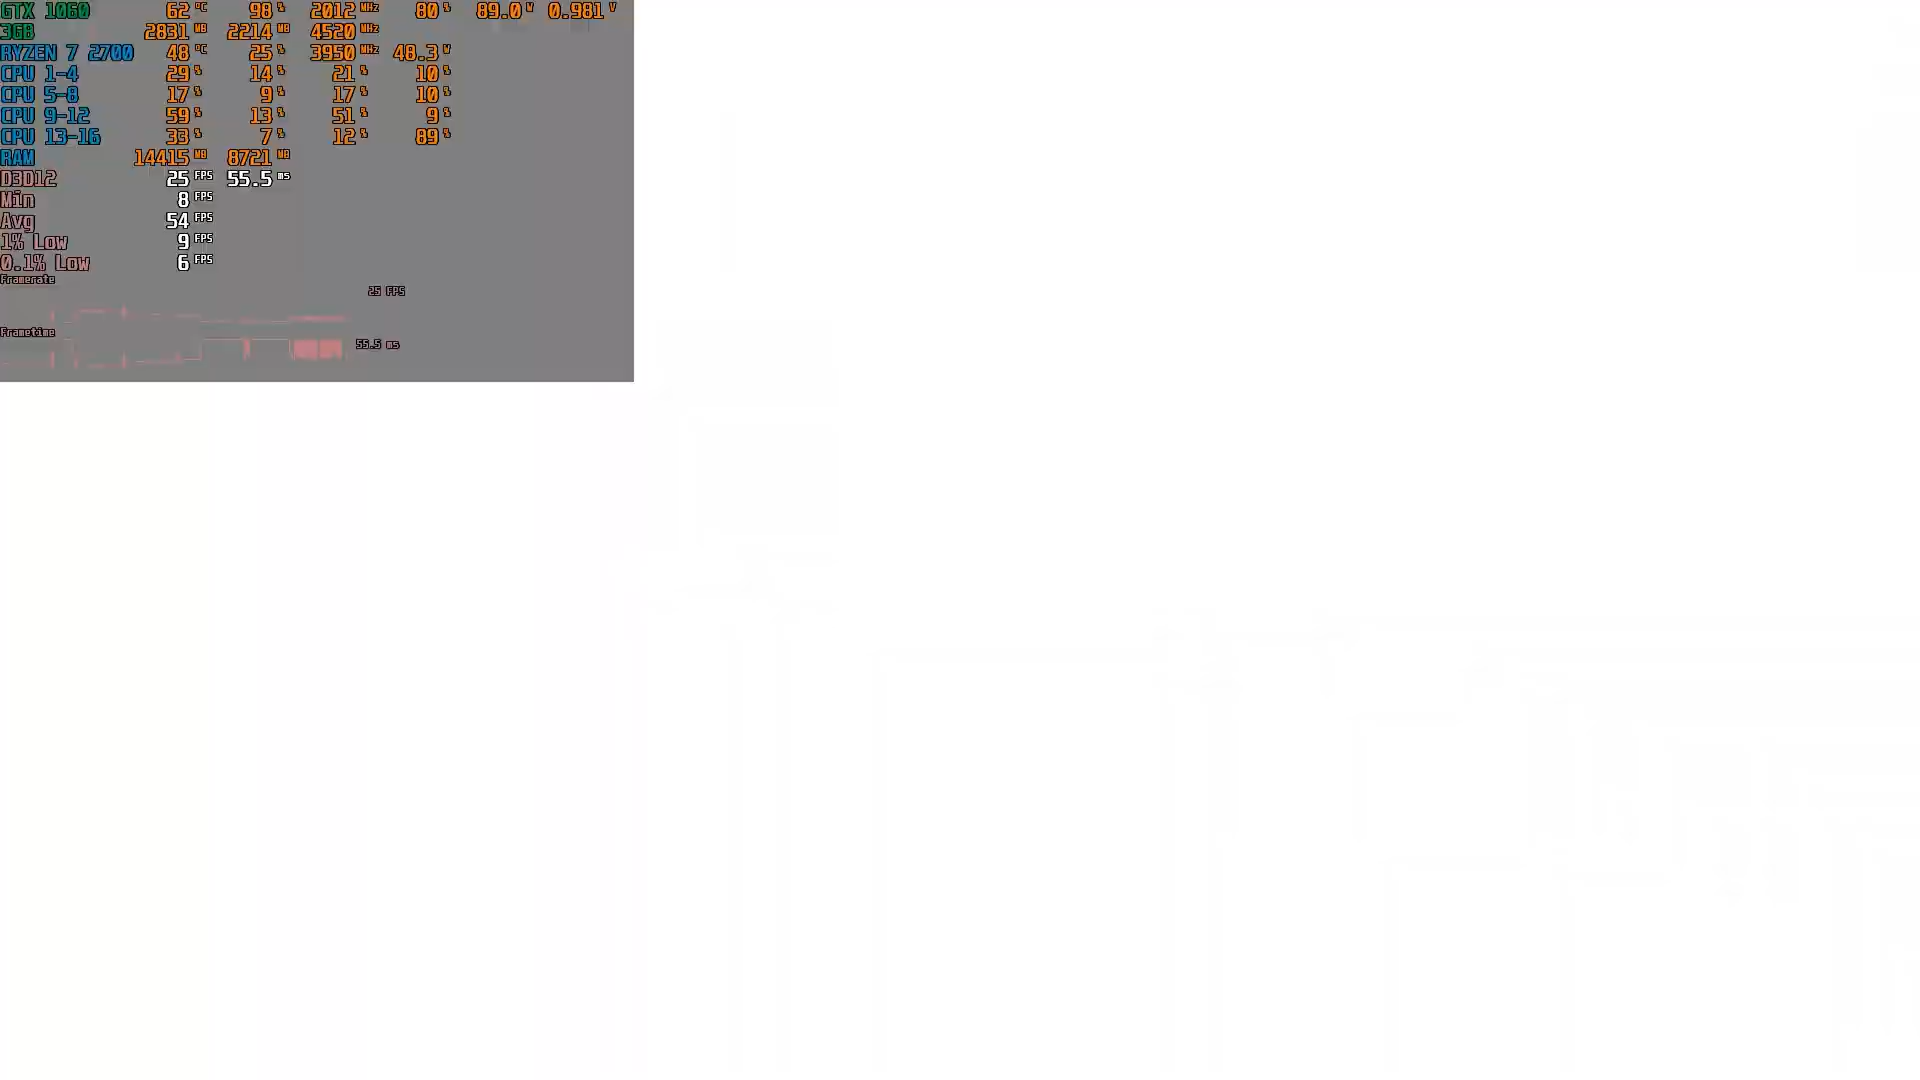 GTX 1060 62 °C 98 % 2012 MHz 80 % 89.0 W 0.981 V
3GB 2831 MB 2214 MB 4520 MHz
RYZEN 7 2700 48 °C 25 % 3950 MHz 48.3 W
CPU 1-4 29 % 14 % 21 % 10 %
CPU 5-8 17 % 9 % 17 % 10 %
CPU 9-12 59 % 13 % 51 % 9 %
CPU 13-16 33 % 7 % 12 % 89 %
RAM 14415 MB 8721 MB
D3D12 25 FPS 55.5 ms
Min 8 FPS
Avg 54 FPS
1% Low 9 FPS
0.1% Low 6 FPS
Framerate
25 FPS
Frametime
55.5 ms